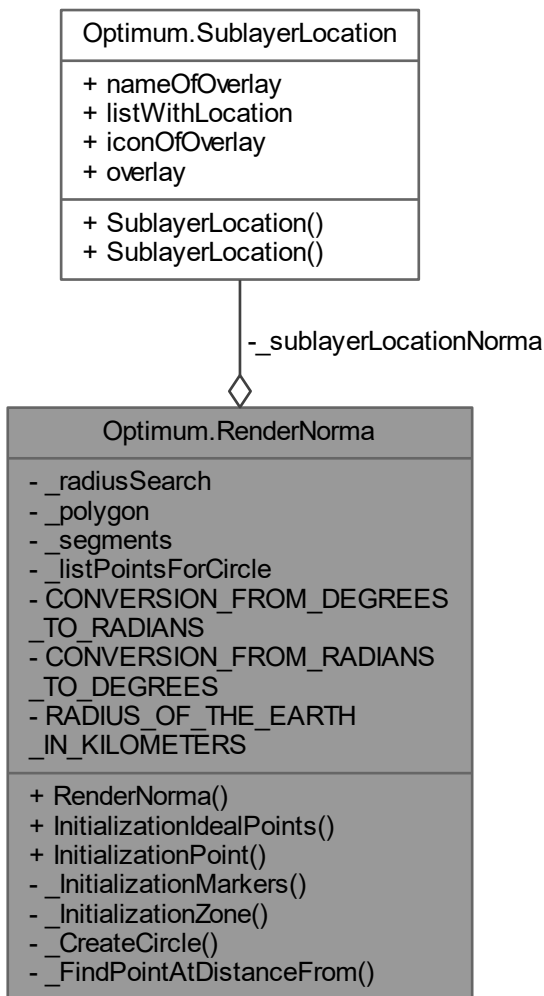 Optimum.SublayerLocation
+ nameOfOverlay
+ listWithLocation
+ iconOfOverlay
+ overlay
+ SublayerLocation()
+ SublayerLocation()
-_sublayerLocationNorma
Optimum.RenderNorma
- _radiusSearch
- _polygon
- _segments
- _listPointsForCircle
- CONVERSION_FROM_DEGREES
_TO_RADIANS
- CONVERSION_FROM_RADIANS
_TO_DEGREES
- RADIUS_OF_THE_EARTH
_IN_KILOMETERS
+ RenderNorma()
+ InitializationIdealPoints()
+ InitializationPoint()
- _InitializationMarkers()
- _InitializationZone()
- _CreateCircle()
- _FindPointAtDistanceFrom()